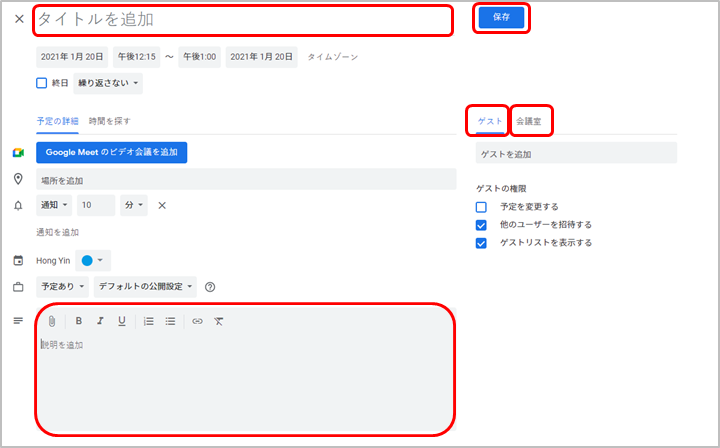 タイトルを追加
保存
2021年 1月 20日 午後12:15 ～ 午後1:00 2021年 1月 20日 タイムゾーン
終日 繰り返さない
予定の詳細 時間を探す
ゲスト 会議室
Google Meet のビデオ会議を追加
ゲストを追加
場所を追加
ゲストの権限
通知 10 分
予定を変更する
他のユーザーを招待する
通知を追加
ゲストリストを表示する
Hong Yin
予定あり デフォルトの公開設定
B I U
説明を追加